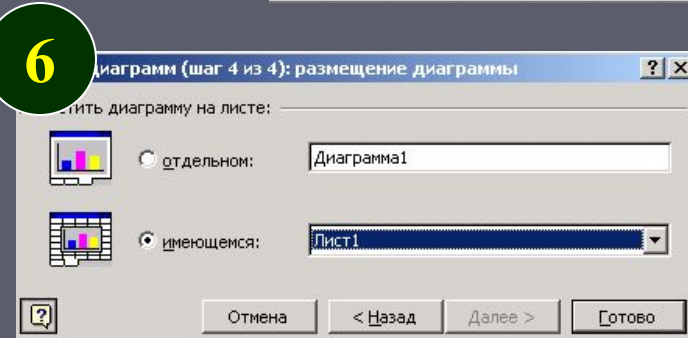 6
диаграмм (шаг 4 из 4): размещение диаграммы
диаграмму на листе:
отдельном: Диаграмма1
имеющемся: Лист1
Отмена < Назад Далее > Готово